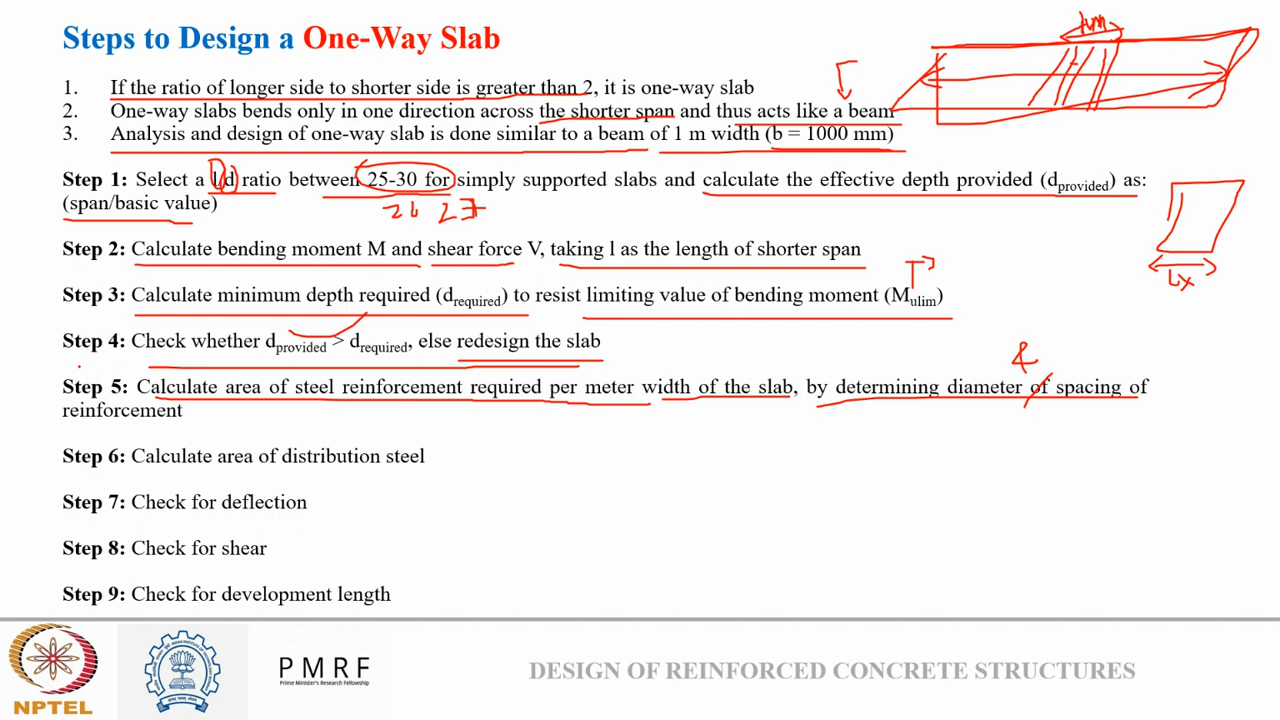 Steps to Design a One-Way Slab
1m
1. If the ratio of longer side to shorter side is greater than 2, it is one-way slab
2. One-way slabs bends only in one direction across the shorter span and thus acts like a beam
3. Analysis and design of one-way slab is done similar to a beam of 1 m width (b = 1000 mm)
Step 1: Select a l/d ratio between 25-30 for simply supported slabs and calculate the effective depth provided (dprovided) as:
(span/basic value)
26 27
Step 2: Calculate bending moment M and shear force V, taking l as the length of shorter span
Lx
Step 3: Calculate minimum depth required (drequired) to resist limiting value of bending moment (Mulim)
Step 4: Check whether dprovided > drequired, else redesign the slab
&
Step 5: Calculate area of steel reinforcement required per meter width of the slab, by determining diameter of spacing of
reinforcement
Step 6: Calculate area of distribution steel
Step 7: Check for deflection
Step 8: Check for shear
Step 9: Check for development length
NPTEL
PMRF
Prime Minister's Research Fellowship
DESIGN OF REINFORCED CONCRETE STRUCTURES